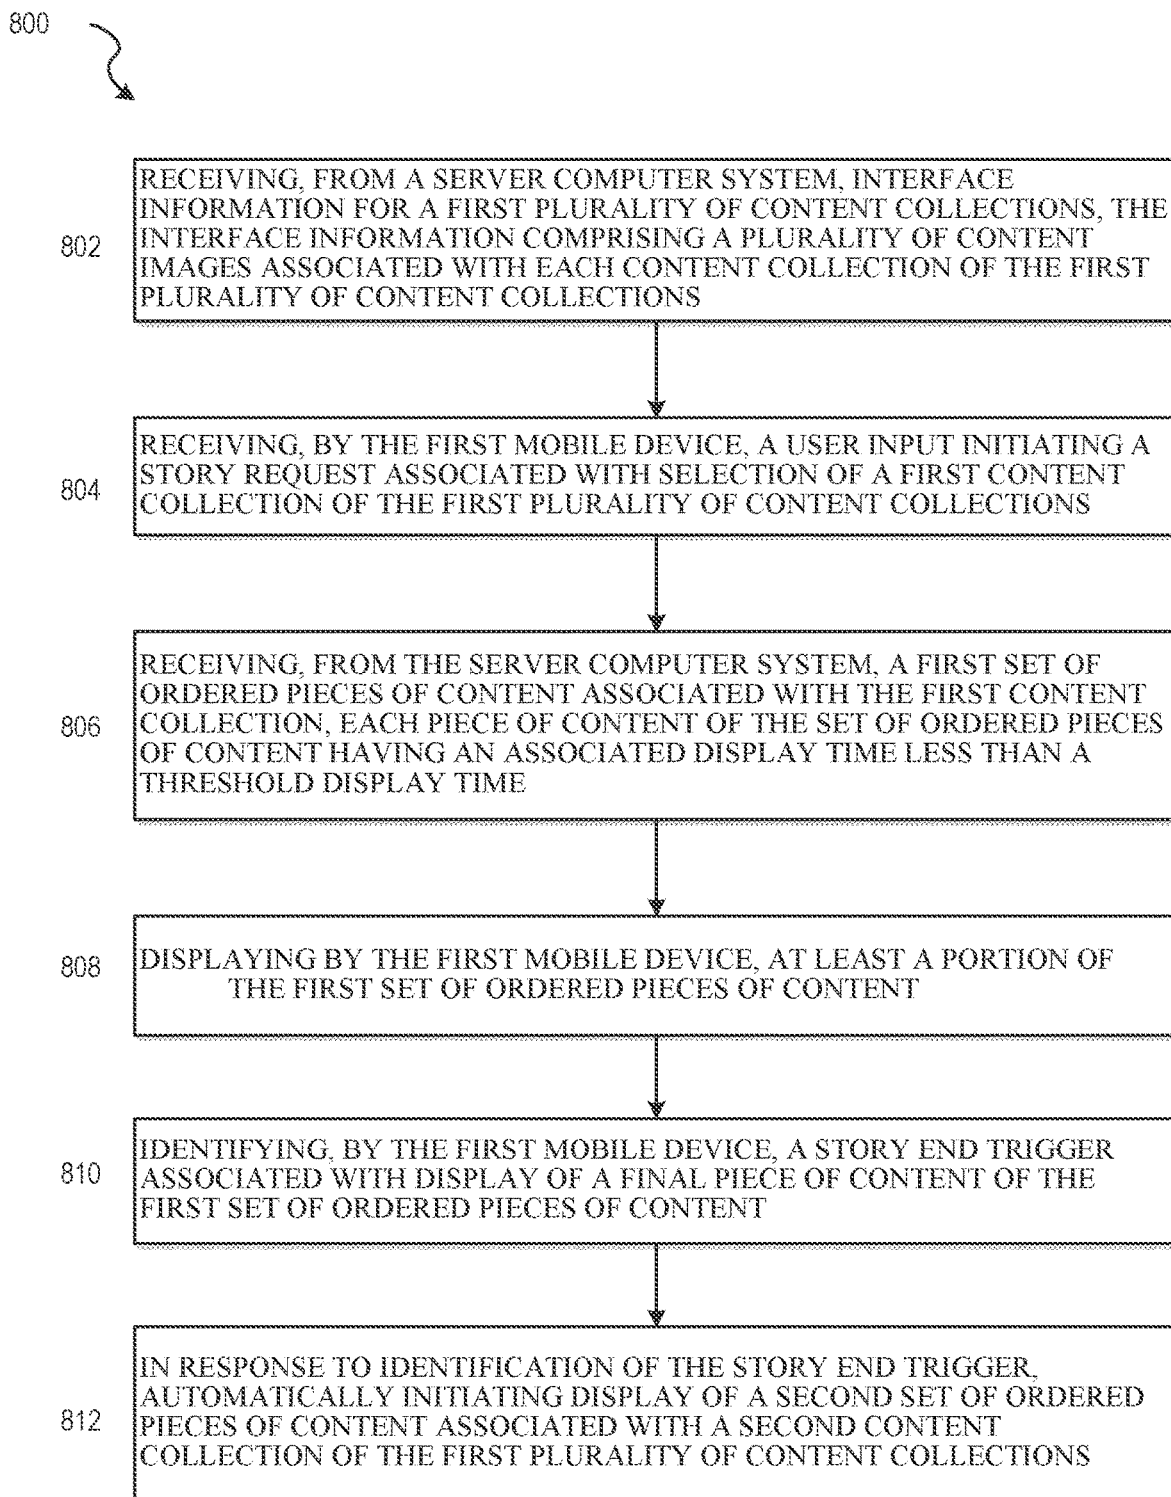 800
802
RECEIVING, FROM A SERVER COMPUTER SYSTEM, INTERFACE
INFORMATION FOR A FIRST PLURALITY OF CONTENT COLLECTIONS, THE
INTERFACE INFORMATION COMPRISING A PLURALITY OF CONTENT
IMAGES ASSOCIATED WITH EACH CONTENT COLLECTION OF THE FIRST
PLURALITY OF CONTENT COLLECTIONS
804
RECEIVING, BY THE FIRST MOBILE DEVICE, A USER INPUT INITIATING A
STORY REQUEST ASSOCIATED WITH SELECTION OF A FIRST CONTENT
COLLECTION OF THE FIRST PLURALITY OF CONTENT COLLECTIONS
806
RECEIVING, FROM THE SERVER COMPUTER SYSTEM, A FIRST SET OF
ORDERED PIECES OF CONTENT ASSOCIATED WITH THE FIRST CONTENT
COLLECTION, EACH PIECE OF CONTENT OF THE SET OF ORDERED PIECES
OF CONTENT HAVING AN ASSOCIATED DISPLAY TIME LESS THAN A
THRESHOLD DISPLAY TIME
808
DISPLAYING BY THE FIRST MOBILE DEVICE, AT LEAST A PORTION OF
THE FIRST SET OF ORDERED PIECES OF CONTENT
810
IDENTIFYING, BY THE FIRST MOBILE DEVICE, A STORY END TRIGGER
ASSOCIATED WITH DISPLAY OF A FINAL PIECE OF CONTENT OF THE
FIRST SET OF ORDERED PIECES OF CONTENT
812
IN RESPONSE TO IDENTIFICATION OF THE STORY END TRIGGER,
AUTOMATICALLY INITIATING DISPLAY OF A SECOND SET OF ORDERED
PIECES OF CONTENT ASSOCIATED WITH A SECOND CONTENT
COLLECTION OF THE FIRST PLURALITY OF CONTENT COLLECTIONS